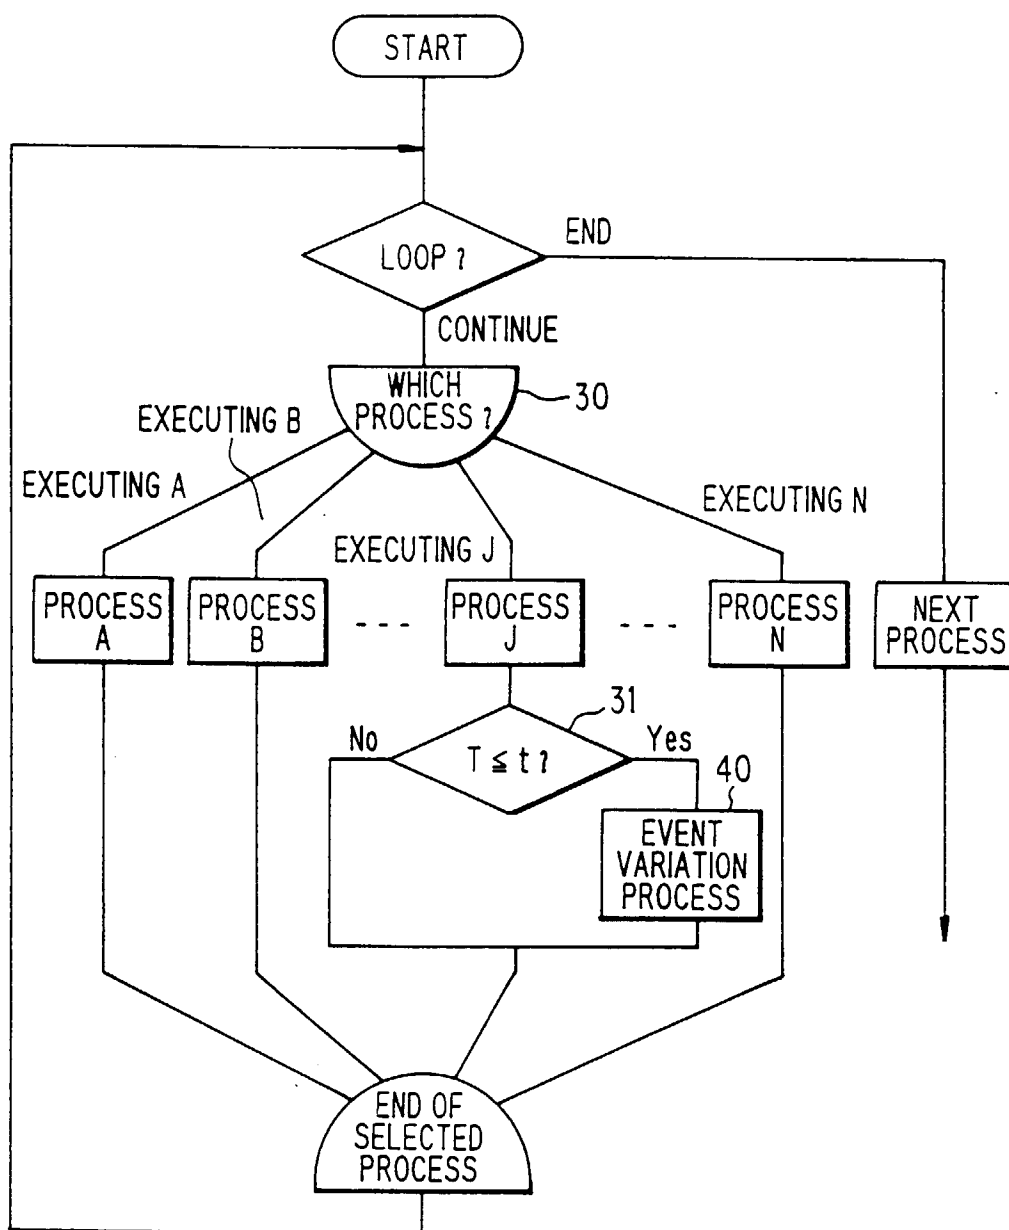 START
LOOP ?
END
CONTINUE
WHICH
PROCESS ?
30
EXECUTING B
EXECUTING A
EXECUTING J
EXECUTING N
PROCESS
A
PROCESS
B
- - -
PROCESS
J
- - - -
PROCESS
N
NEXT
PROCESS
31
No
T ≦ t ?
Yes
40
EVENT
VARIATION
PROCESS
END OF
SELECTED
PROCESS